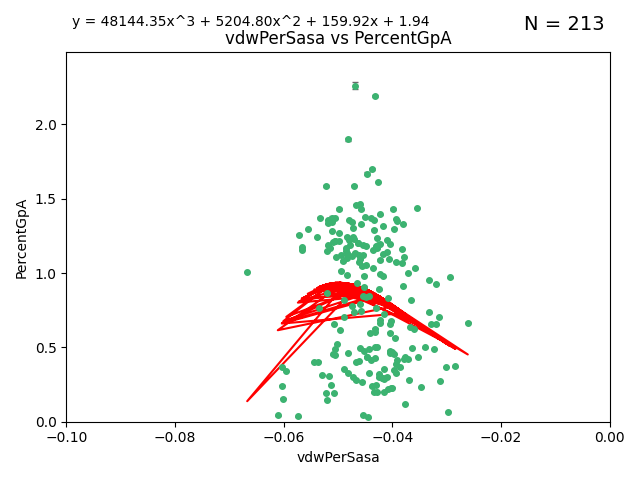 y = 48144.35x^3 + 5204.80x^2 + 159.92x + 1.94
N = 213
vdwPerSasa vs PercentGpA
PercentGpA
2.0
1.5
1.0
0.5
0.0
−0.10 −0.08 −0.06 −0.04 −0.02 0.00
vdwPerSasa